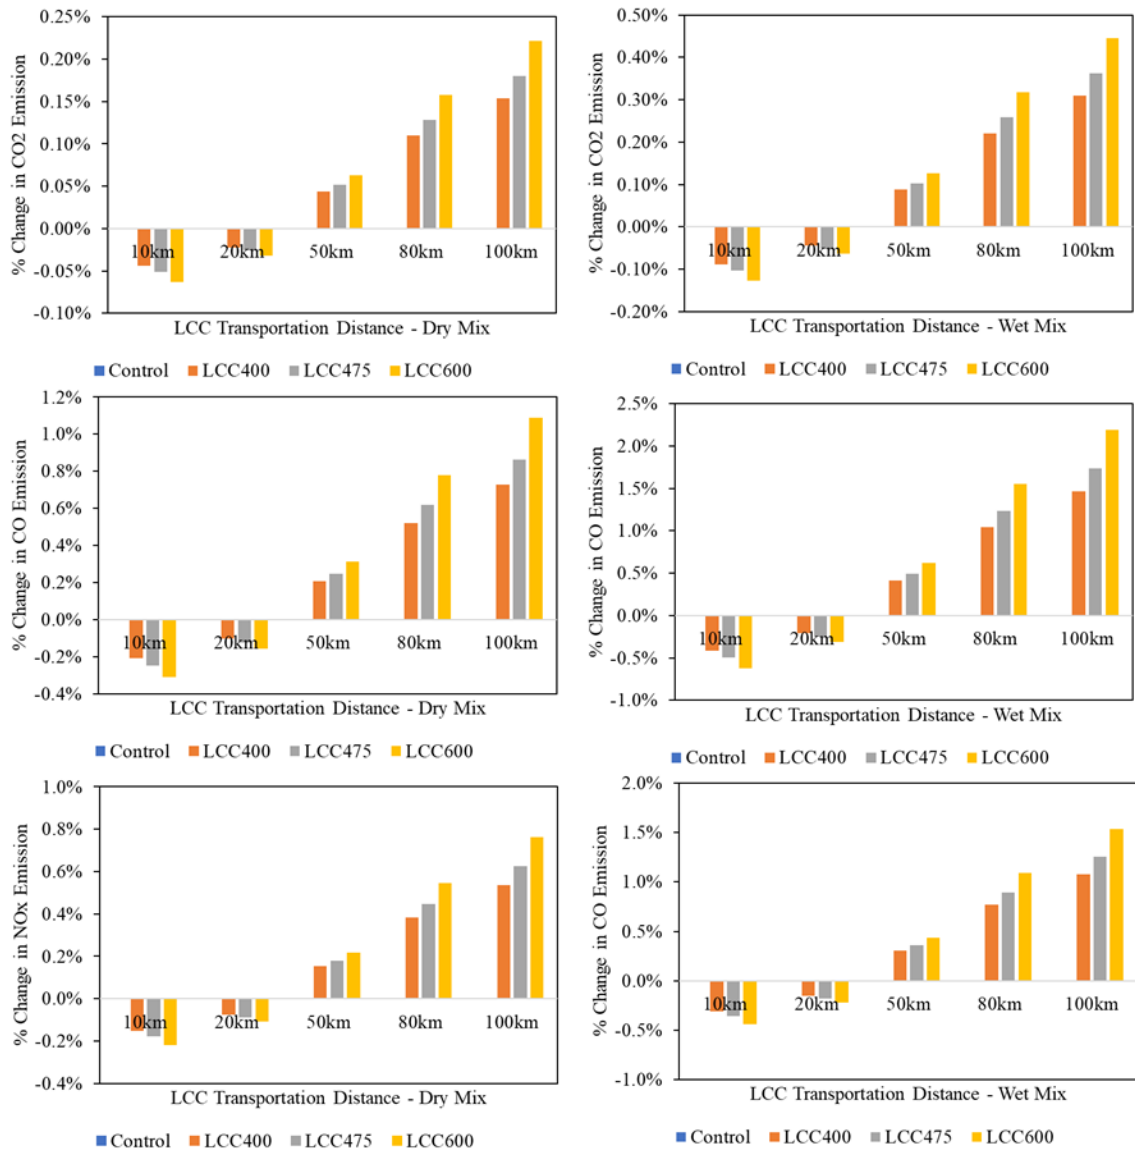 0.25%
0.20%
0.15%
0.10%
0.05%
0.00%
-0.05%
-0.10%
% Change in CO2 Emission
10km 20km 50km 80km 100km
LCC Transportation Distance - Dry Mix
Control LCC400 LCC475 LCC600
0.50%
0.40%
0.30%
0.20%
0.10%
0.00%
-0.10%
-0.20%
% Change in CO2 Emission
10km 20km 50km 80km 100km
LCC Transportation Distance - Wet Mix
Control LCC400 LCC475 LCC600
1.2%
1.0%
0.8%
0.6%
0.4%
0.2%
0.0%
-0.2%
-0.4%
% Change in CO Emission
10km 20km 50km 80km 100km
LCC Transportation Distance - Dry Mix
Control LCC400 LCC475 LCC600
2.5%
2.0%
1.5%
1.0%
0.5%
0.0%
-0.5%
-1.0%
% Change in CO Emission
10km 20km 50km 80km 100km
LCC Transportation Distance - Wet Mix
Control LCC400 LCC475 LCC600
1.0%
0.8%
0.6%
0.4%
0.2%
0.0%
-0.2%
-0.4%
% Change in NOx Emission
10km 20km 50km 80km 100km
LCC Transportation Distance - Dry Mix
Control LCC400 LCC475 LCC600
2.0%
1.5%
1.0%
0.5%
0.0%
-0.5%
-1.0%
% Change in CO Emission
10km 20km 50km 80km 100km
LCC Transportation Distance - Wet Mix
Control LCC400 LCC475 LCC600